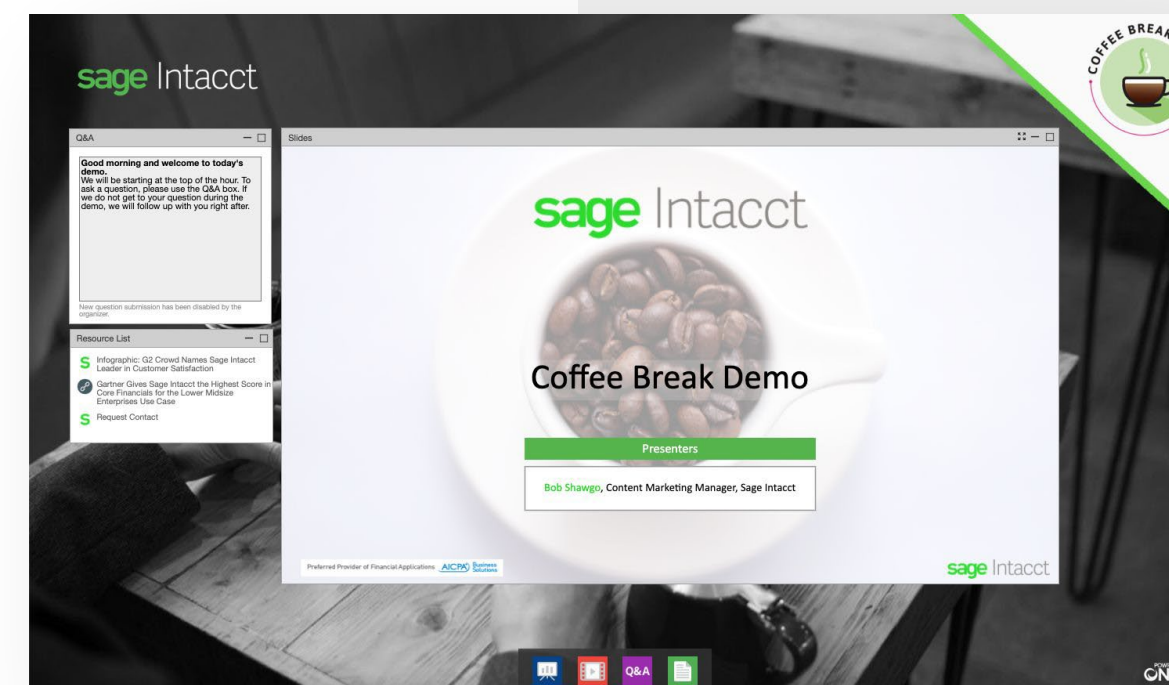 COFFEE BREAK
sage Intacct
Q&A
Good morning and welcome to today's
demo.
We will be starting at the top of the hour. To
ask a question, please use the Q&A box. If
we do not get to your question during the
demo, we will follow up with you right after.
New question submission has been disabled by the
organizer.
Resource List
Infographic: G2 Crowd Names Sage Intacct
Leader in Customer Satisfaction
Gartner Gives Sage Intacct the Highest Score in
Core Financials for the Lower Midsize
Enterprises Use Case
Request Contact
Slides
sage Intacct
Coffee Break Demo
Presenters
Bob Shawgo, Content Marketing Manager, Sage Intacct
Preferred Provider of Financial Applications AICPA Business
Solutions
sage Intacct
Q&A